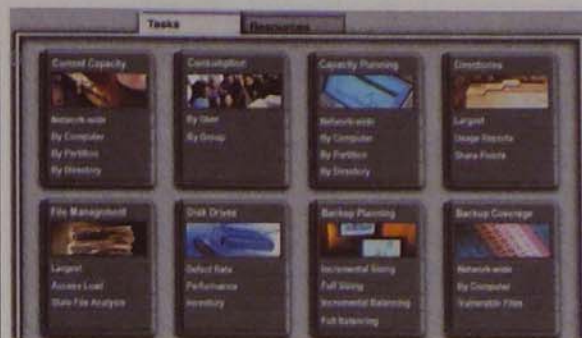 Tasks
Resources
Current Capacity
Network-wide
By Computer
By Partition
By Directory
Consumption
By User
By Group
Capacity Planning
Network-wide
By Computer
By Partition
By Directory
Directories
Largest
Usage Reports
Share Points
File Management
Largest
Access Load
Stale File Analysis
Disk Drives
Defect Rate
Performance
Inventory
Backup Planning
Incremental Sizing
Full Sizing
Incremental Balancing
Full Balancing
Backup Coverage
Network-wide
By Computer
Vulnerable Files